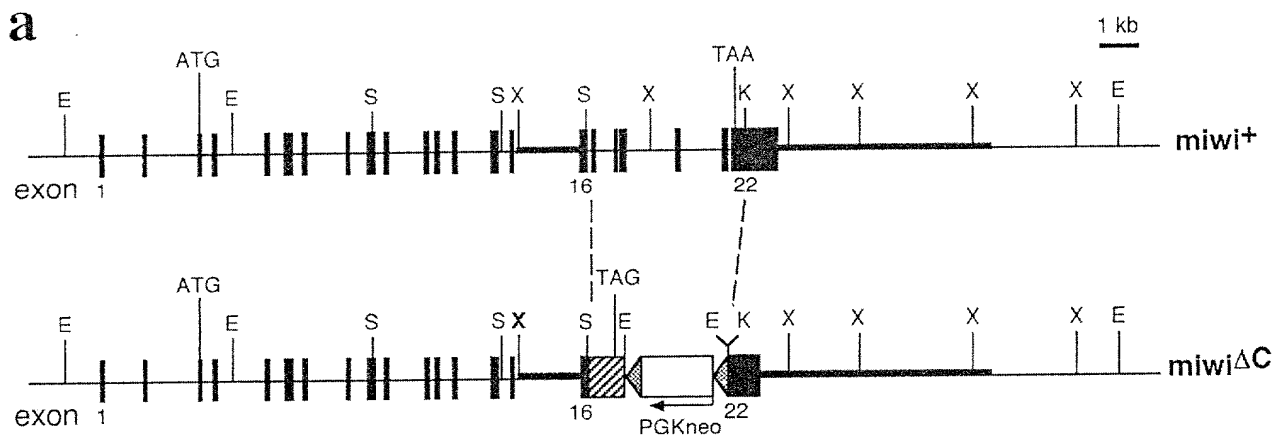 a
1 kb
ATG TAA
E E S S X S X K X X X E
miwi+
exon 1 16 22
ATG TAG
E E S S X S E E K X X X E
miwiΔC
exon 1 16 22
PGKneo